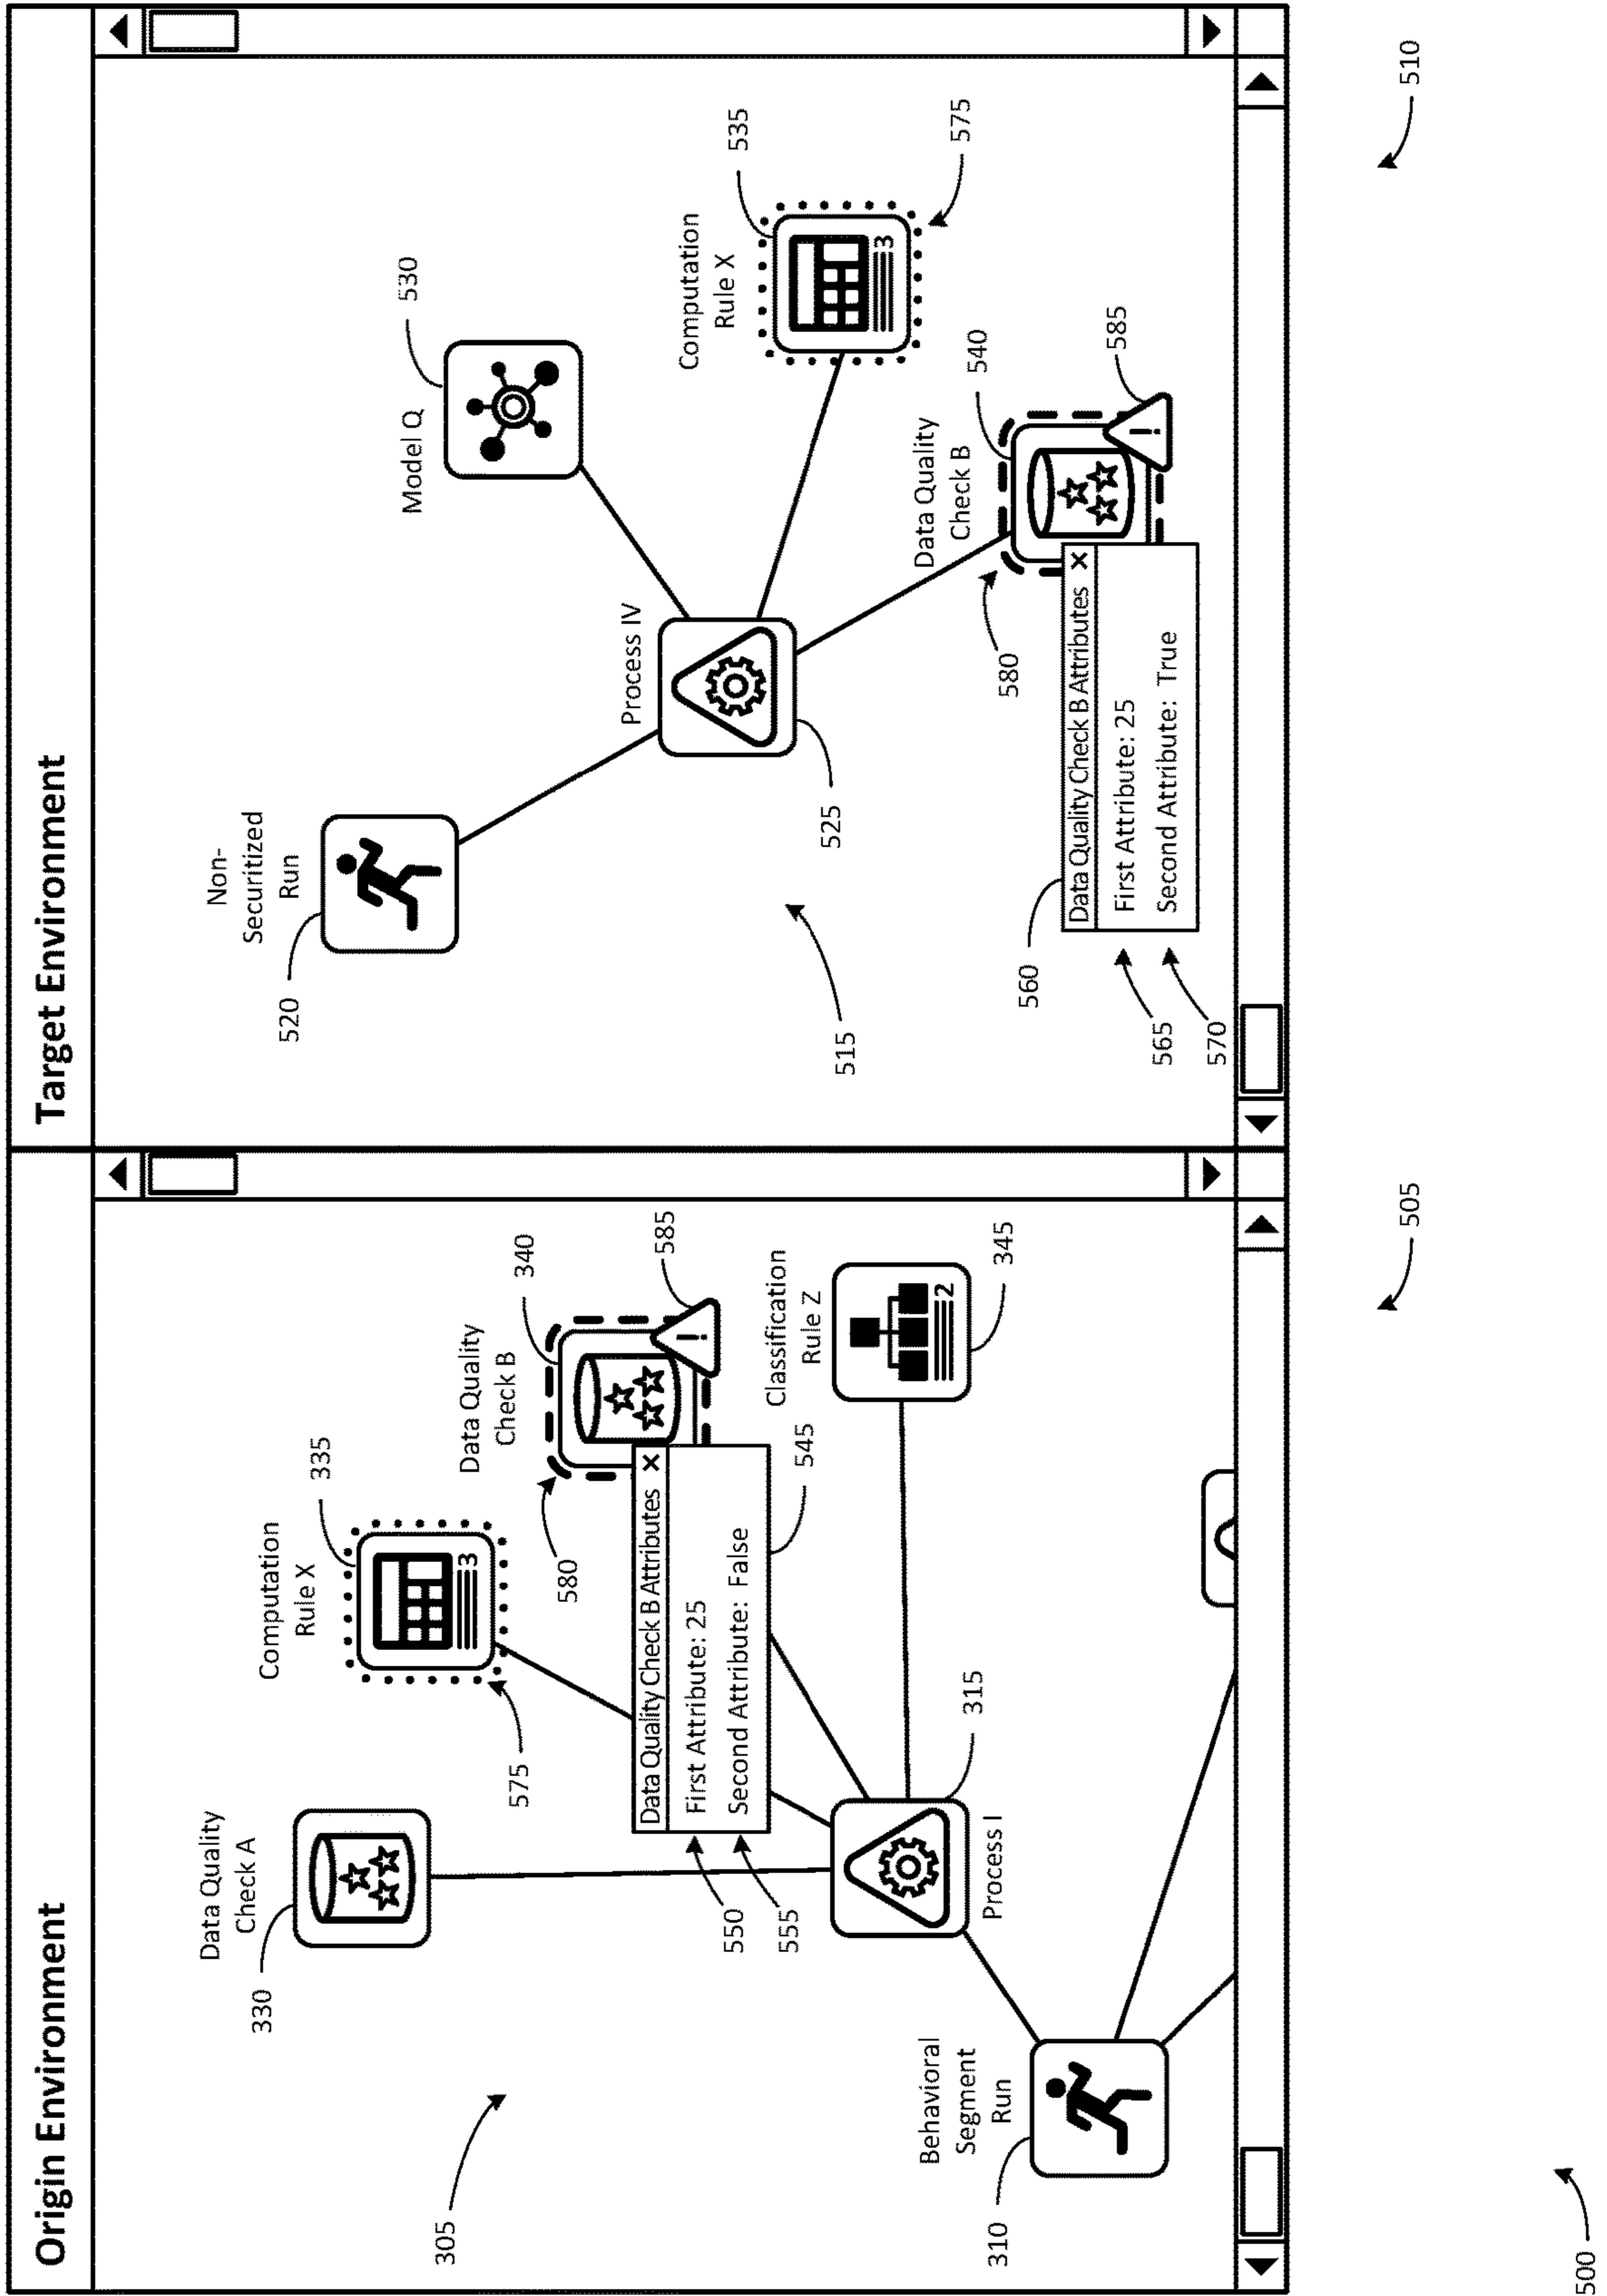 Origin Environment
Data Quality
Check A
330
Computation
Rule X
335
575
Data Quality
Check B
340
585
580
Data Quality Check B Attributes X
First Attribute: 25
Second Attribute: False
550
555
545
Classification
Rule Z
2
345
3
315
Process I
Behavioral
Segment
Run
310
305
505
Target Environment
Non-
Securitized
Run
520
Model Q
530
Process IV
525
Computation
Rule X
535
3
575
Data Quality
Check B
540
585
580
Data Quality Check B Attributes X
First Attribute: 25
Second Attribute: True
560
565
570
515
510
500